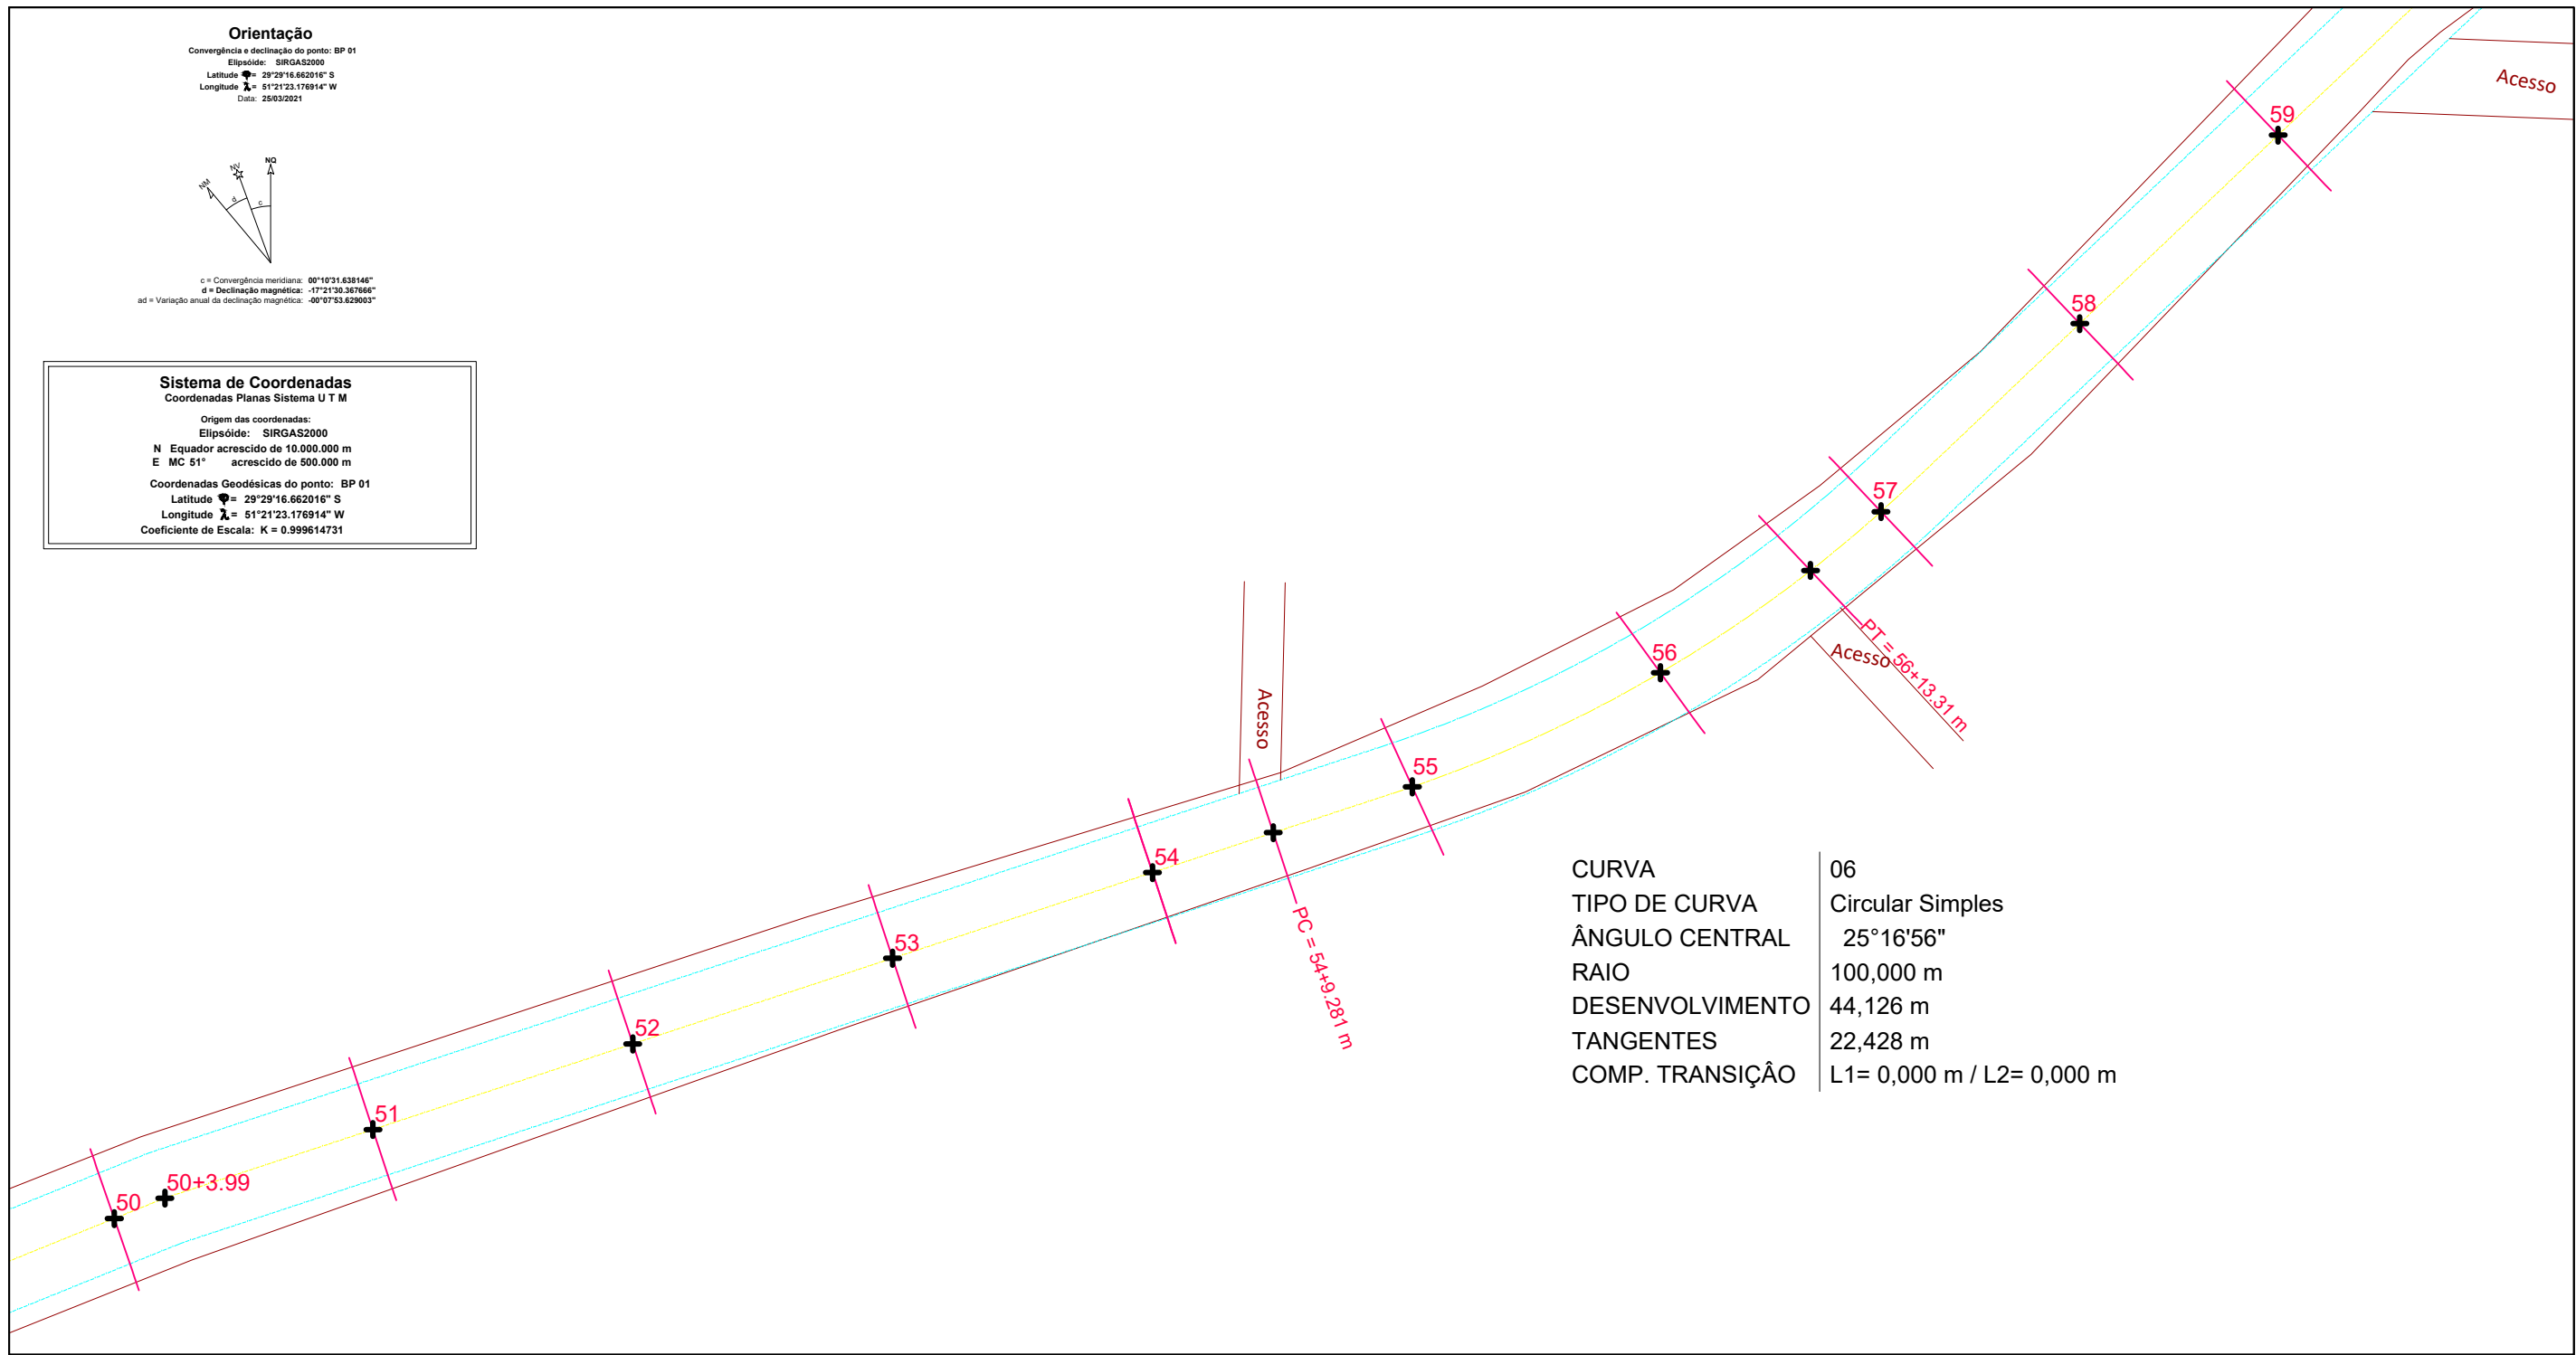 Orientação
Convergência e declinação do ponto: BP 01
Elipsóide: SIRGAS2000
Latitude = 29°29'16.662016" S
Longitude = 51°21'23.176914" W
Data: 25/03/2021
NM
NV
NQ
d
c
c = Convergência meridiana: 00°10'31.638146"
d = Declinação magnética: -17°21'30.367666"
ad = Variação anual da declinação magnética: -00°07'53.629003"
Sistema de Coordenadas
Coordenadas Planas Sistema U T M
Origem das coordenadas:
Elipsóide: SIRGAS2000
N Equador acrescido de 10.000.000 m
E MC 51° acrescido de 500.000 m
Coordenadas Geodésicas do ponto: BP 01
Latitude = 29°29'16.662016" S
Longitude = 51°21'23.176914" W
Coeficiente de Escala: K = 0.999614731
Acesso
59
58
57
56
PT = 56+13.31 m
Acesso
Acesso
55
54
PC = 54+9.281 m
53
52
51
50+3.99
50
CURVA 06
TIPO DE CURVA Circular Simples
ÂNGULO CENTRAL 25°16'56"
RAIO 100,000 m
DESENVOLVIMENTO 44,126 m
TANGENTES 22,428 m
COMP. TRANSIÇÂO L1= 0,000 m / L2= 0,000 m